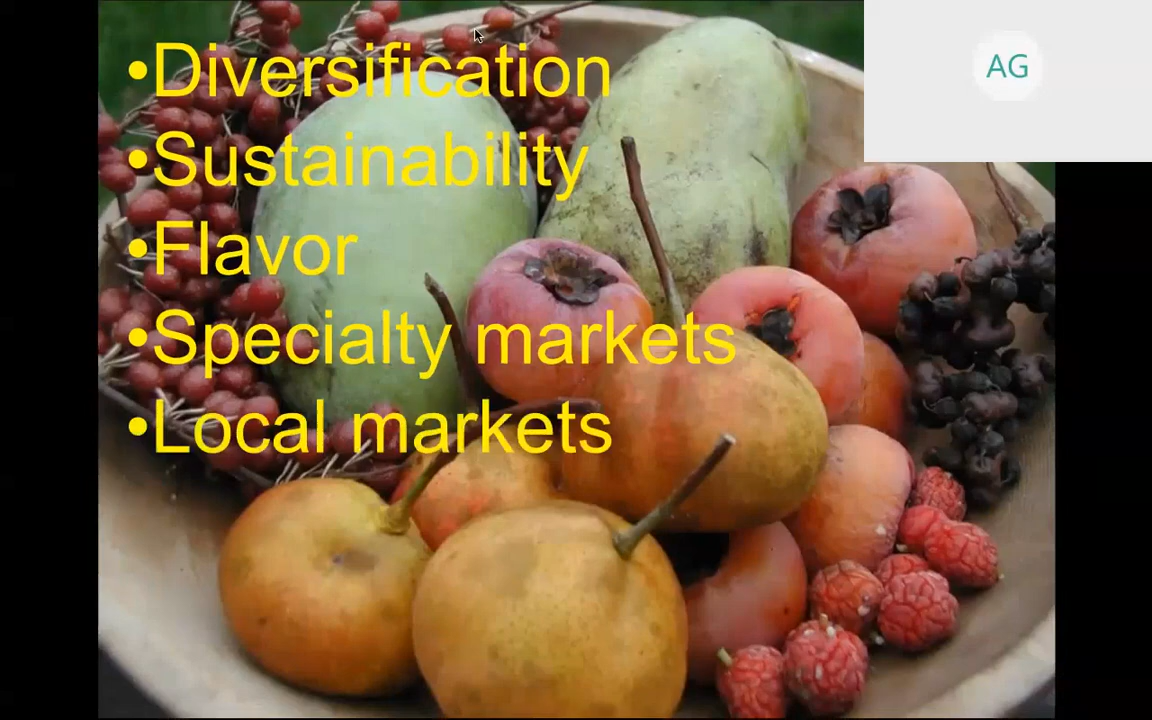 •Diversification
•Sustainability
•Flavor
•Specialty markets
•Local markets
AG